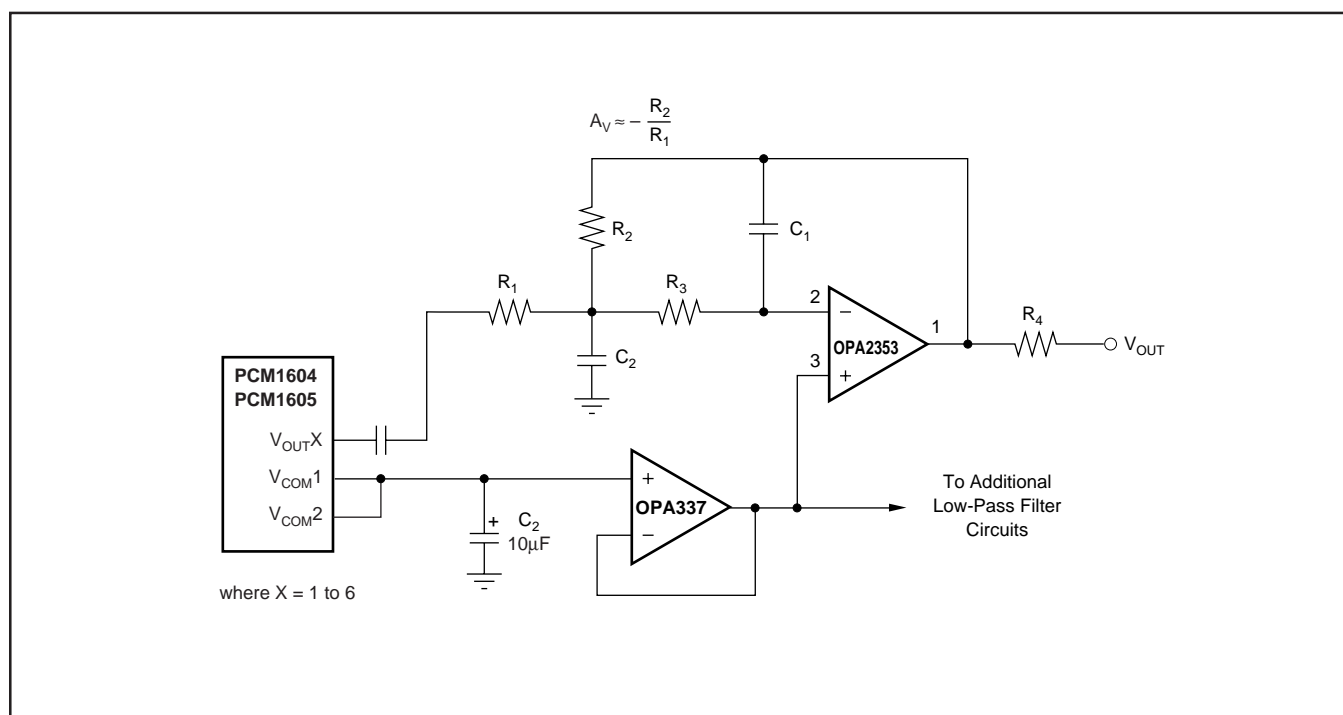 A_V ≈ − R_2
R_1
R_2
C_1
R_1
R_3
2
−
OPA2353
3
+
1
R_4
V_OUT
C_2
PCM1604
PCM1605
V_OUTX
V_COM1
V_COM2
+
C_2
10μF
+
OPA337
−
To Additional
Low-Pass Filter
Circuits
where X = 1 to 6